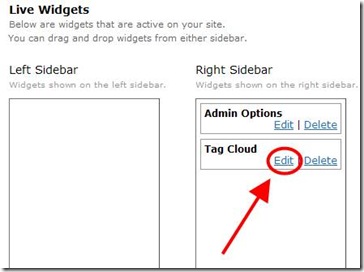 Live Widgets
Below are widgets that are active on your site.
You can drag and drop widgets from either sidebar.
Left Sidebar
Widgets shown on the left sidebar.
Right Sidebar
Widgets shown on the right sidebar.
Admin Options
Edit | Delete
Tag Cloud
Edit | Delete